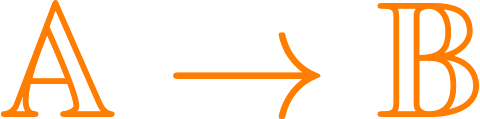 𝔸 → 𝔹